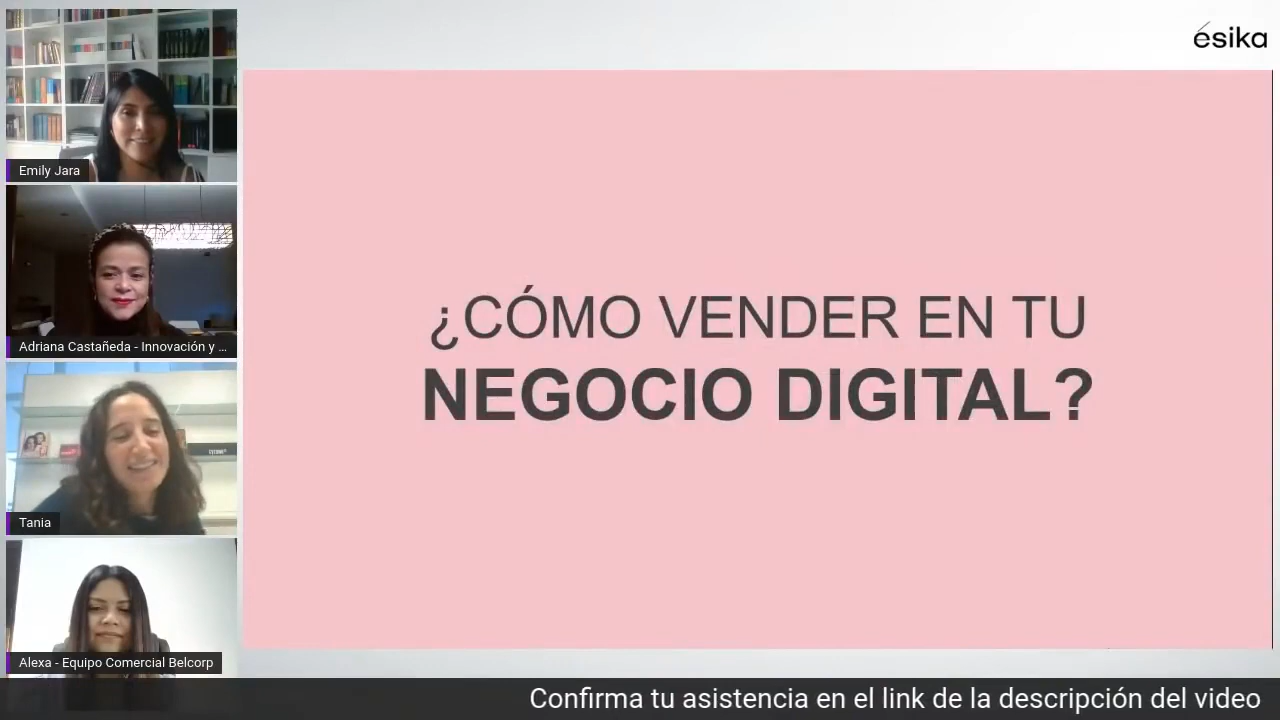 ésika
Emily Jara
Adriana Castañeda - Innovación y ...
Tania
Alexa - Equipo Comercial Belcorp
¿CÓMO VENDER EN TU
NEGOCIO DIGITAL?
Confirma tu asistencia en el link de la descripción del video